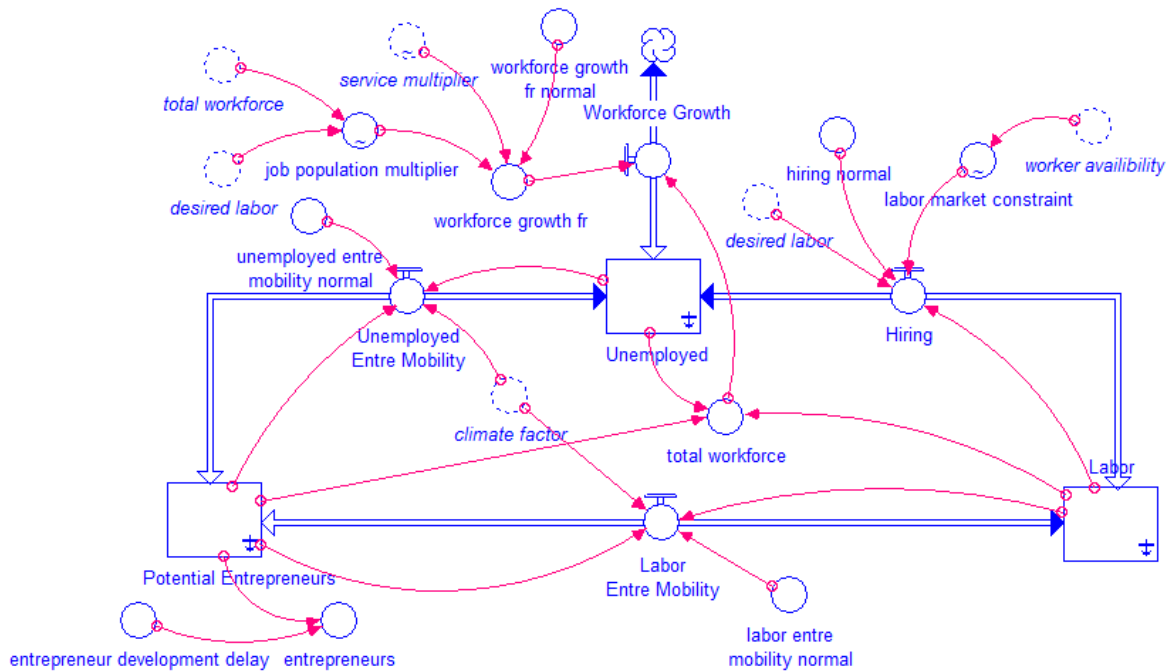 service multiplier
workforce growth
fr normal
total workforce
Workforce Growth
job population multiplier
hiring normal
worker availibility
labor market constraint
desired labor
workforce growth fr
desired labor
unemployed entre
mobility normal
Unemployed
Entre Mobility
Unemployed
Hiring
climate factor
total workforce
Labor
Potential Entrepreneurs
Labor
Entre Mobility
labor entre
mobility normal
entrepreneur development delay
entrepreneurs
~
~
~